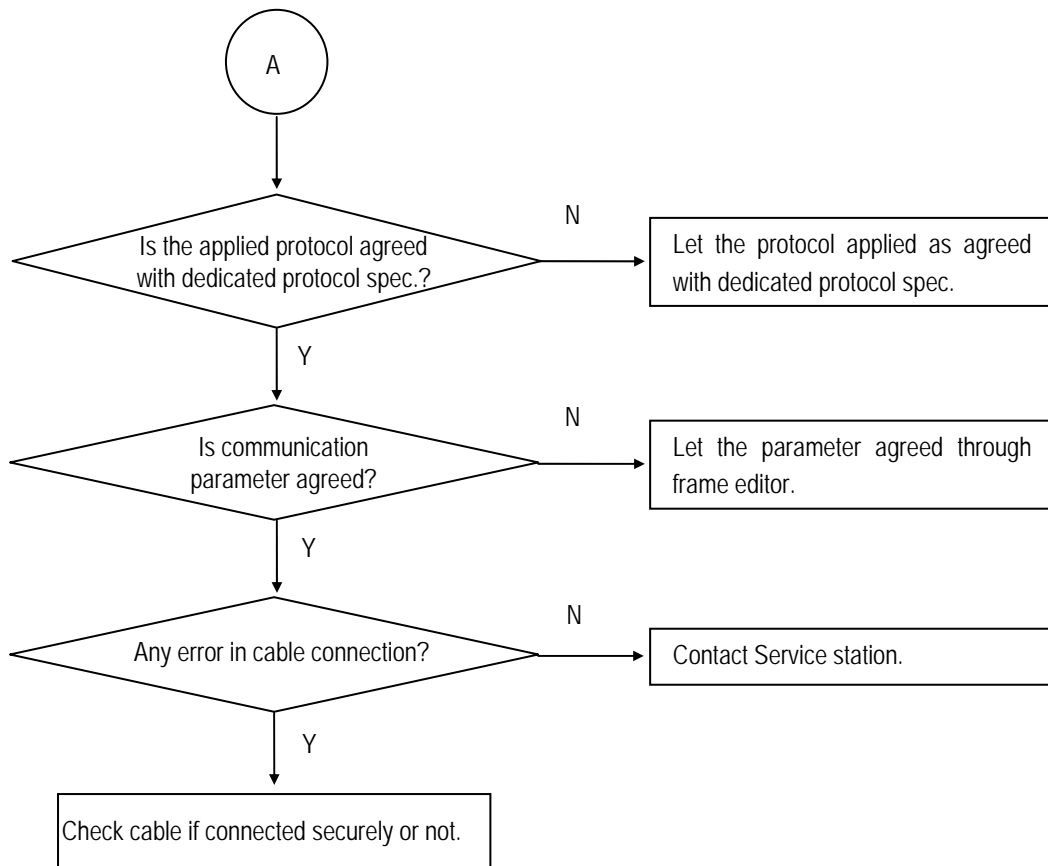 A
Is the applied protocol agreed
with dedicated protocol spec.?
N
Let the protocol applied as agreed
with dedicated protocol spec.
Y
Is communication
parameter agreed?
N
Let the parameter agreed through
frame editor.
Y
Any error in cable connection?
N
Contact Service station.
Y
Check cable if connected securely or not.